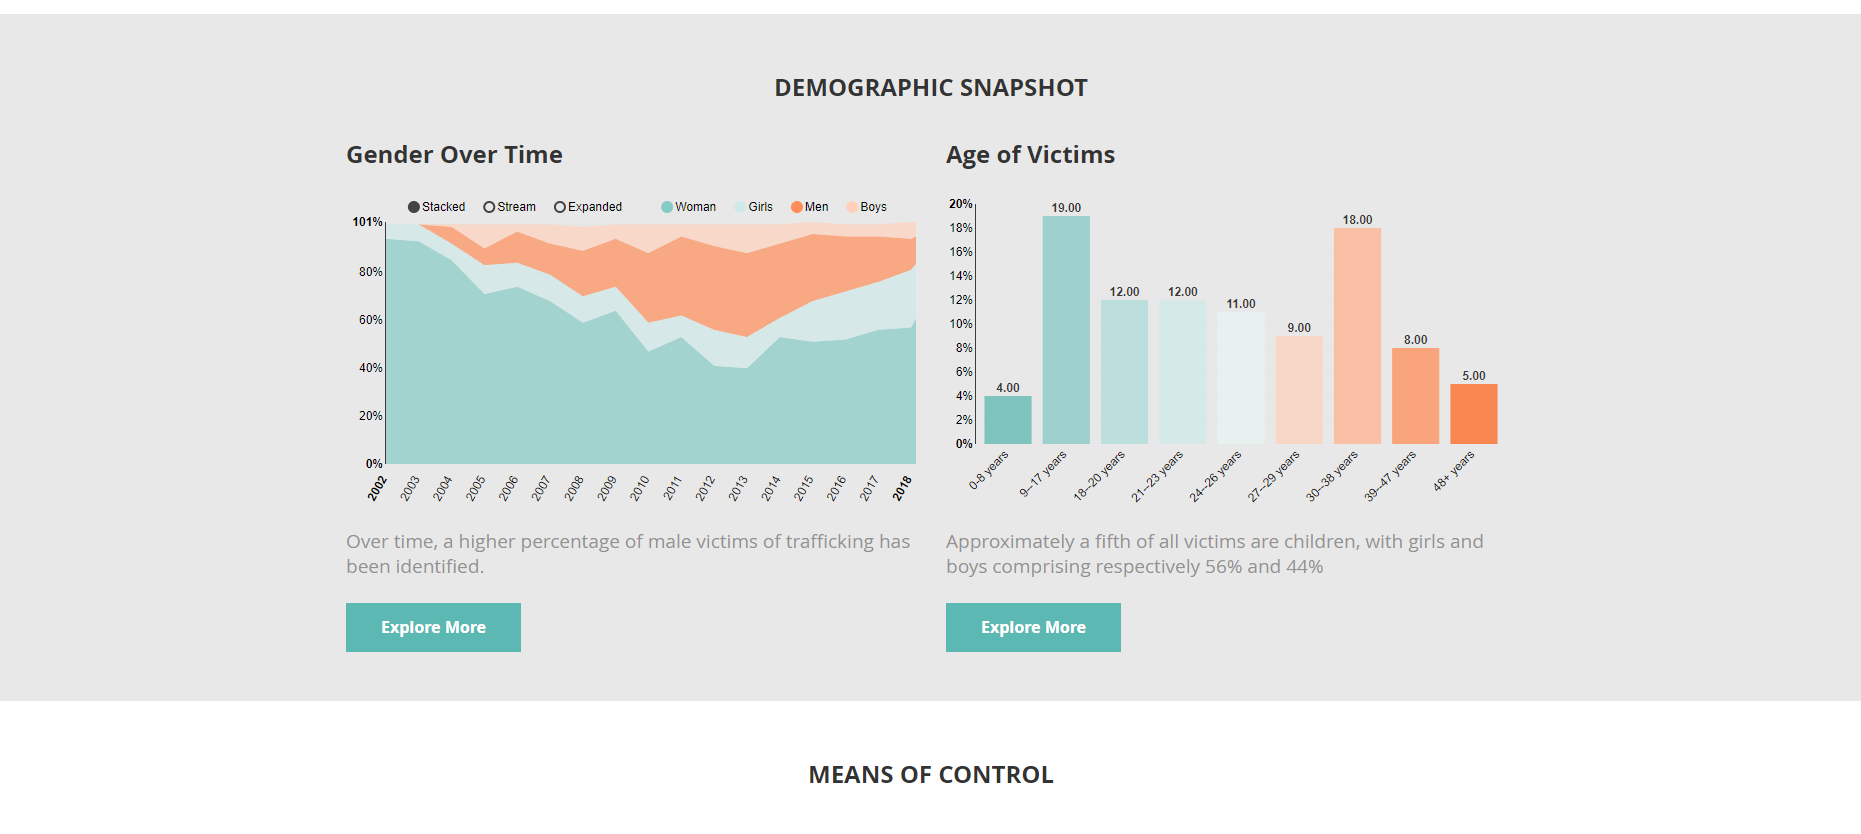 DEMOGRAPHIC SNAPSHOT
Gender Over Time
Stacked Stream Expanded Woman Girls Men Boys
101%
80%
60%
40%
20%
0%
2002 2003 2004 2005 2006 2007 2008 2009 2010 2011 2012 2013 2014 2015 2016 2017 2018
Over time, a higher percentage of male victims of trafficking has
been identified.
Explore More
Age of Victims
20%
18%
16%
14%
12%
10%
8%
6%
4%
2%
0%
4.00 19.00 12.00 12.00 11.00 9.00 18.00 8.00 5.00
0-8 years 9--17 years 18--20 years 21--23 years 24--26 years 27--29 years 30--38 years 39--47 years 48+ years
Approximately a fifth of all victims are children, with girls and
boys comprising respectively 56% and 44%
Explore More
MEANS OF CONTROL